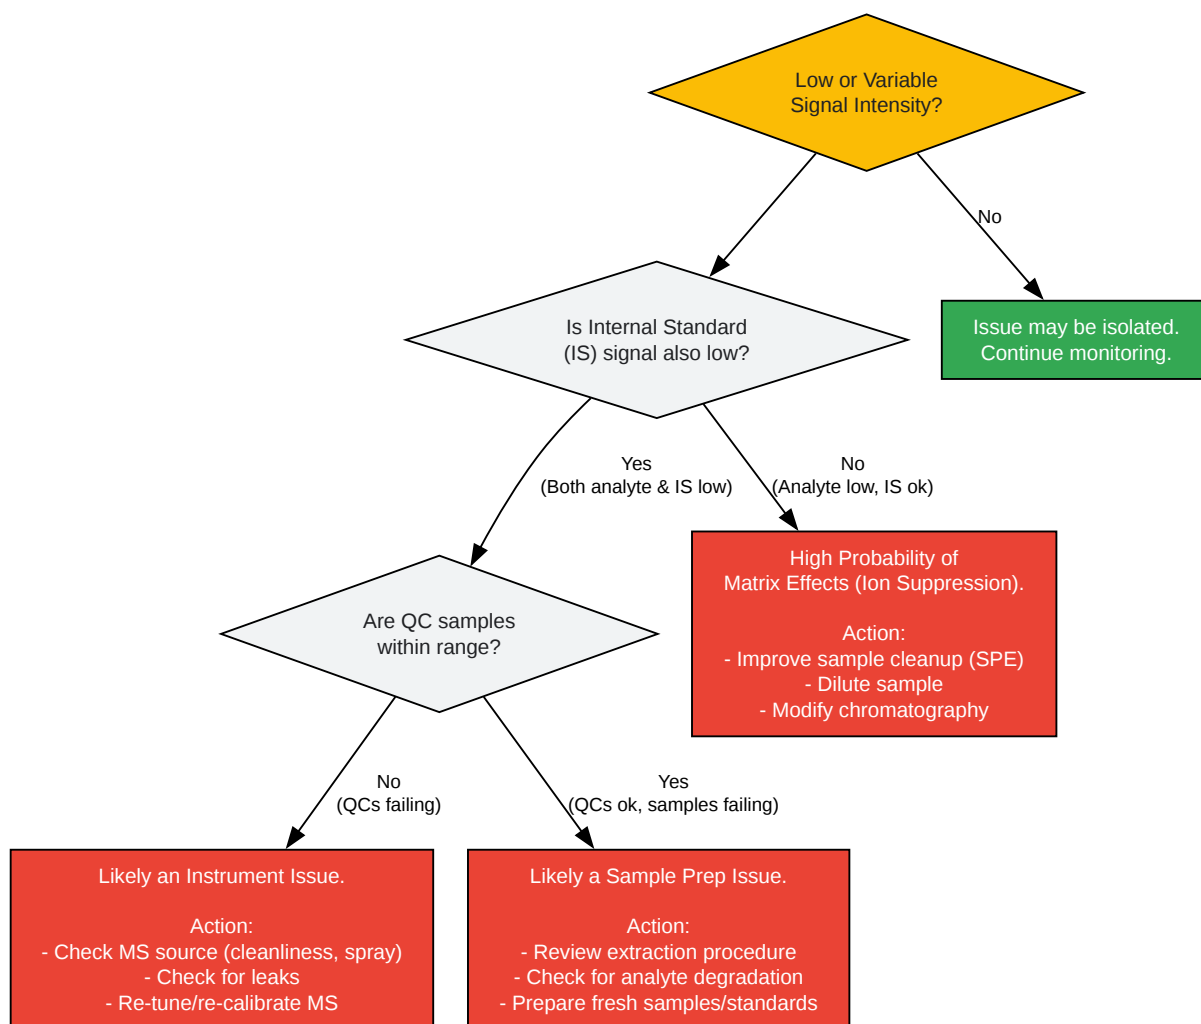 Low or Variable
Signal Intensity?
No
Is Internal Standard
(IS) signal also low?
Issue may be isolated.
Continue monitoring.
Yes
(Both analyte & IS low)
No
(Analyte low, IS ok)
High Probability of
Matrix Effects (Ion Suppression).
Action:
- Improve sample cleanup (SPE)
- Dilute sample
- Modify chromatography
Are QC samples
within range?
No
(QCs failing)
Yes
(QCs ok, samples failing)
Likely an Instrument Issue.
Action:
- Check MS source (cleanliness, spray)
- Check for leaks
- Re-tune/re-calibrate MS
Likely a Sample Prep Issue.
Action:
- Review extraction procedure
- Check for analyte degradation
- Prepare fresh samples/standards